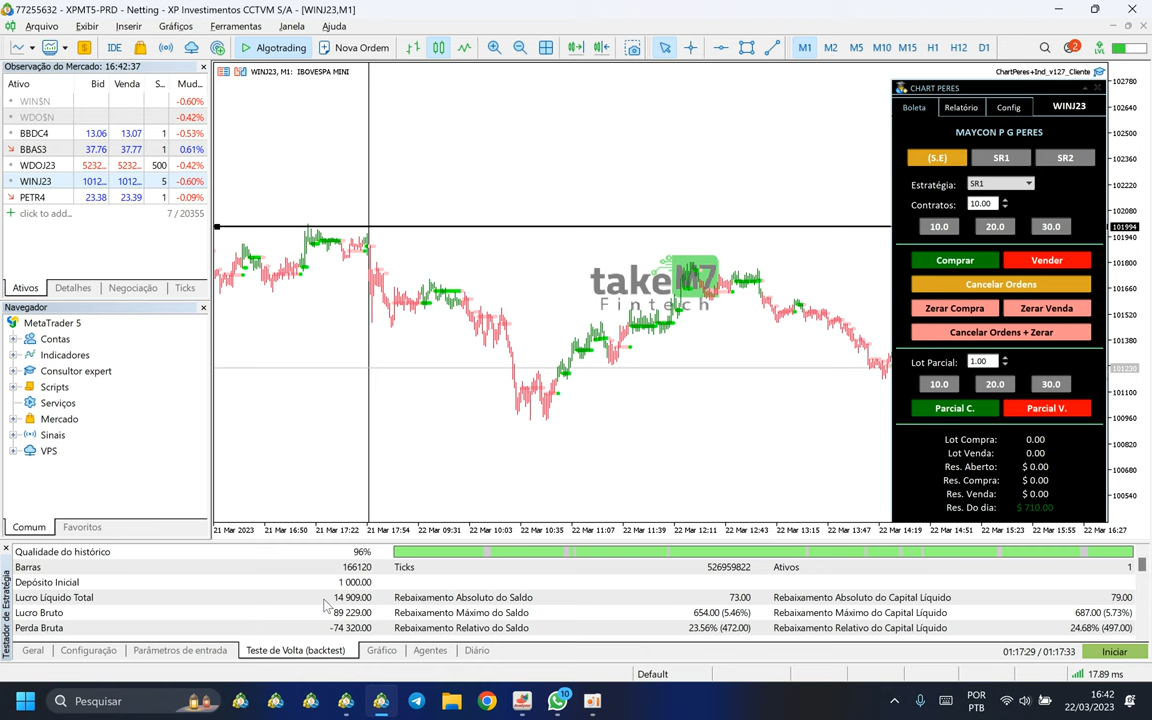 77255632 - XPMT5-PRD - Netting - XP Investimentos CCTVM S/A - [WINJ23,M1]
Arquivo Exibir Inserir Gráficos Ferramentas Janela Ajuda
IDE Algotrading Nova Ordem M1 M2 M5 M10 M15 H1 H12 D1 2 LVL
Observação do Mercado: 16:42:37
Ativo Bid Venda S... Mud...
WIN$N -0.60%
WDO$N -0.42%
BBDC4 13.06 13.07 1 -0.53%
BBAS3 37.76 37.77 1 0.61%
WDOJ23 5232... 5232... 500 -0.42%
WINJ23 1012... 1012... 5 -0.60%
PETR4 23.38 23.39 1 -0.09%
click to add... 7 / 20355
Ativos Detalhes Negociação Ticks
Navegador
MetaTrader 5
Contas
Indicadores
Consultor expert
Scripts
Serviços
Mercado
Sinais
VPS
Comum Favoritos
WINJ23, M1: IBOVESPA MINI
ChartPeres+Ind_v127_Cliente
takeM7
Fintech
CHART PERES
Boleta Relatório Config WINJ23
MAYCON P G PERES
(S.E) SR1 SR2
Estratégia: SR1
Contratos: 10.00
10.0 20.0 30.0
Comprar Vender
Cancelar Ordens
Zerar Compra Zerar Venda
Cancelar Ordens + Zerar
Lot Parcial: 1.00
10.0 20.0 30.0
Parcial C. Parcial V.
Lot Compra: 0.00
Lot Venda: 0.00
Res. Aberto: $ 0.00
Res. Compra: $ 0.00
Res. Venda: $ 0.00
Res. Do dia: $ 710.00
102780
102640
102500
102360
102220
102080
101994
101940
101800
101660
101520
101380
101230
101100
100960
100820
100680
100540
21 Mar 2023 21 Mar 16:50 21 Mar 17:22 21 Mar 17:54 22 Mar 09:31 22 Mar 10:03 22 Mar 10:35 22 Mar 11:07 22 Mar 11:39 22 Mar 12:11 22 Mar 12:43 22 Mar 13:15 22 Mar 13:47 22 Mar 14:19 22 Mar 14:51 22 Mar 15:23 22 Mar 15:55 22 Mar 16:27
Testador de Estratégia
Qualidade do histórico 96%
Barras 166120 Ticks 526959822 Ativos 1
Depósito Inicial 1 000.00
Lucro Líquido Total 14 909.00 Rebaixamento Absoluto do Saldo 73.00 Rebaixamento Absoluto do Capital Líquido 79.00
Lucro Bruto 89 229.00 Rebaixamento Máximo do Saldo 654.00 (5.46%) Rebaixamento Máximo do Capital Líquido 687.00 (5.73%)
Perda Bruta -74 320.00 Rebaixamento Relativo do Saldo 23.56% (472.00) Rebaixamento Relativo do Capital Líquido 24.68% (497.00)
Geral Configuração Parâmetros de entrada Teste de Volta (backtest) Gráfico Agentes Diário 01:17:29 / 01:17:33 Iniciar
Default 17.89 ms
Pesquisar 10 POR PTB 16:42 22/03/2023 1